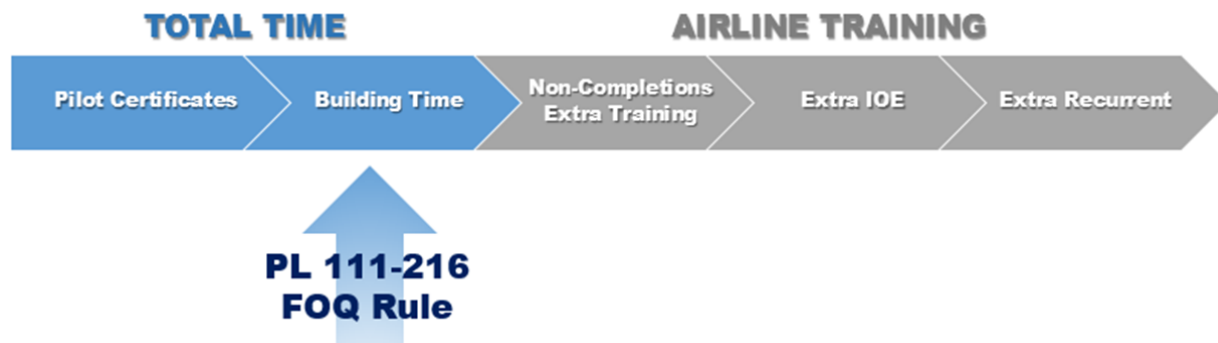 TOTAL TIME
AIRLINE TRAINING
Pilot Certificates
Building Time
Non-Completions
Extra Training
Extra IOE
Extra Recurrent
PL 111-216
FOQ Rule